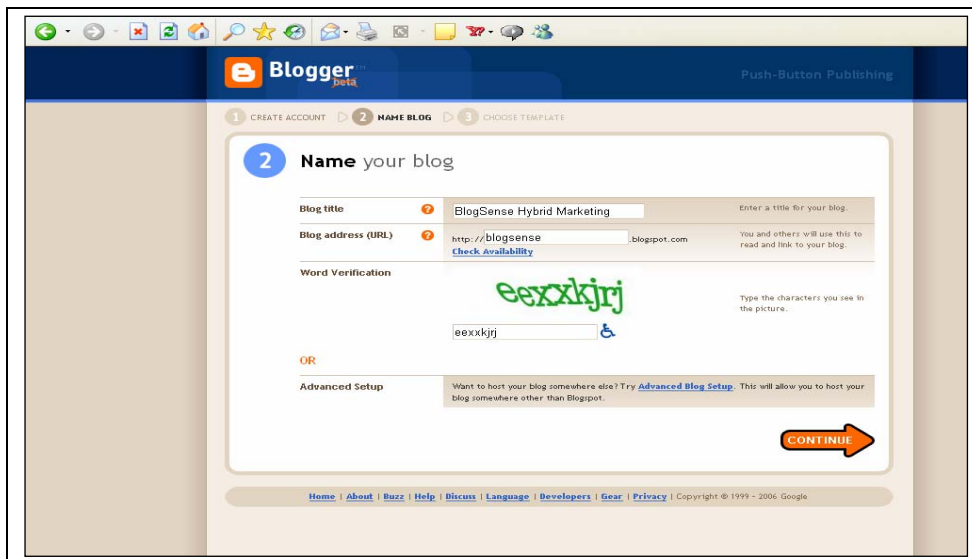 Blogger
beta
Push-Button Publishing
1 CREATE ACCOUNT 2 NAME BLOG 3 CHOOSE TEMPLATE
2 Name your blog
Blog title ? BlogSense Hybrid Marketing Enter a title for your blog.
Blog address (URL) ? http://blogsense.blogspot.com You and others will use this to
read and link to your blog.
Check Availability
Word Verification
eexxkjrj
Type the characters you see in
the picture.
eexxkjrj
OR
Advanced Setup Want to host your blog somewhere else? Try Advanced Blog Setup. This will allow you to host your
blog somewhere other than Blogspot.
CONTINUE
Home | About | Buzz | Help | Discuss | Language | Developers | Gear | Privacy | Copyright © 1999 - 2006 Google